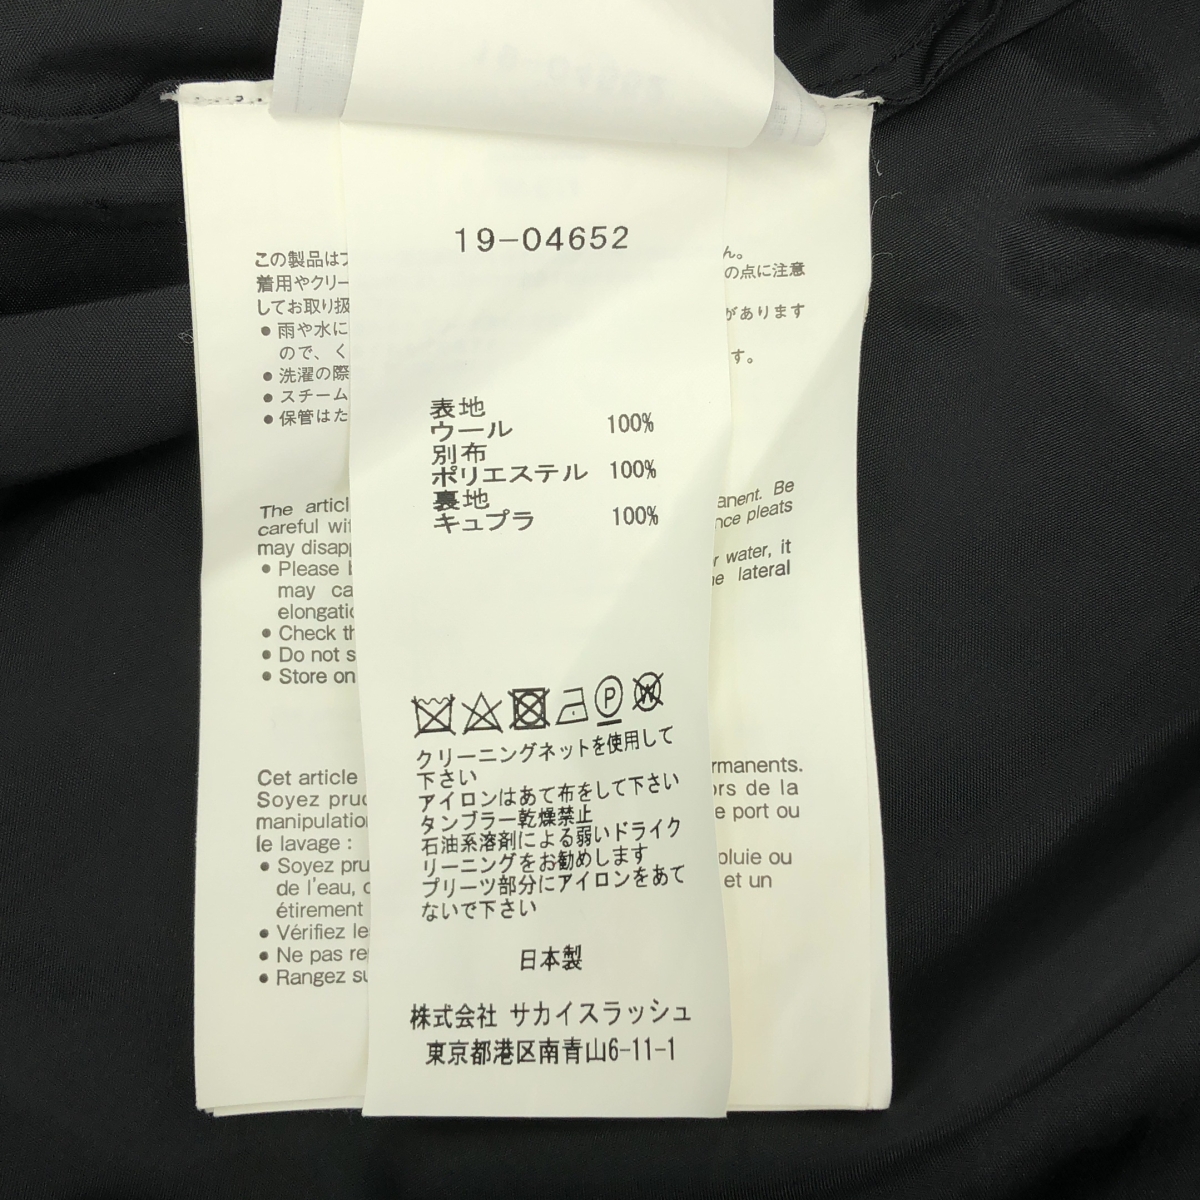 19-04652
表地
ウール 100%
別布
ポリエステル 100%
裏地
キュプラ 100%
P
W
クリーニングネットを使用して
下さい
アイロンはあて布をして下さい
タンブラー乾燥禁止
石油系溶剤による弱いドライク
リーニングをお勧めします
プリーツ部分にアイロンをあて
ないで下さい
日本製
株式会社 サカイスラッシュ
東京都港区南青山6-11-1
この製品は
着用やクリー
してお取り扱
● 雨や水に
ので、く
● 洗濯の際
● スチーム
● 保管はた
ん。
の点に注意
があります
す。
The articl
careful wi
may disap
● Please
may ca
elongati
● Check th
● Do not s
● Store on
anent. Be
nce pleats
r water, it
e lateral
Cet article
Soyez pru
manipulation
le lavage :
● Soyez pru
de l'eau,
étirement
● Vérifiez le
● Ne pas re
● Rangez su
rmanents.
ors de la
e port ou
pluie ou
et un